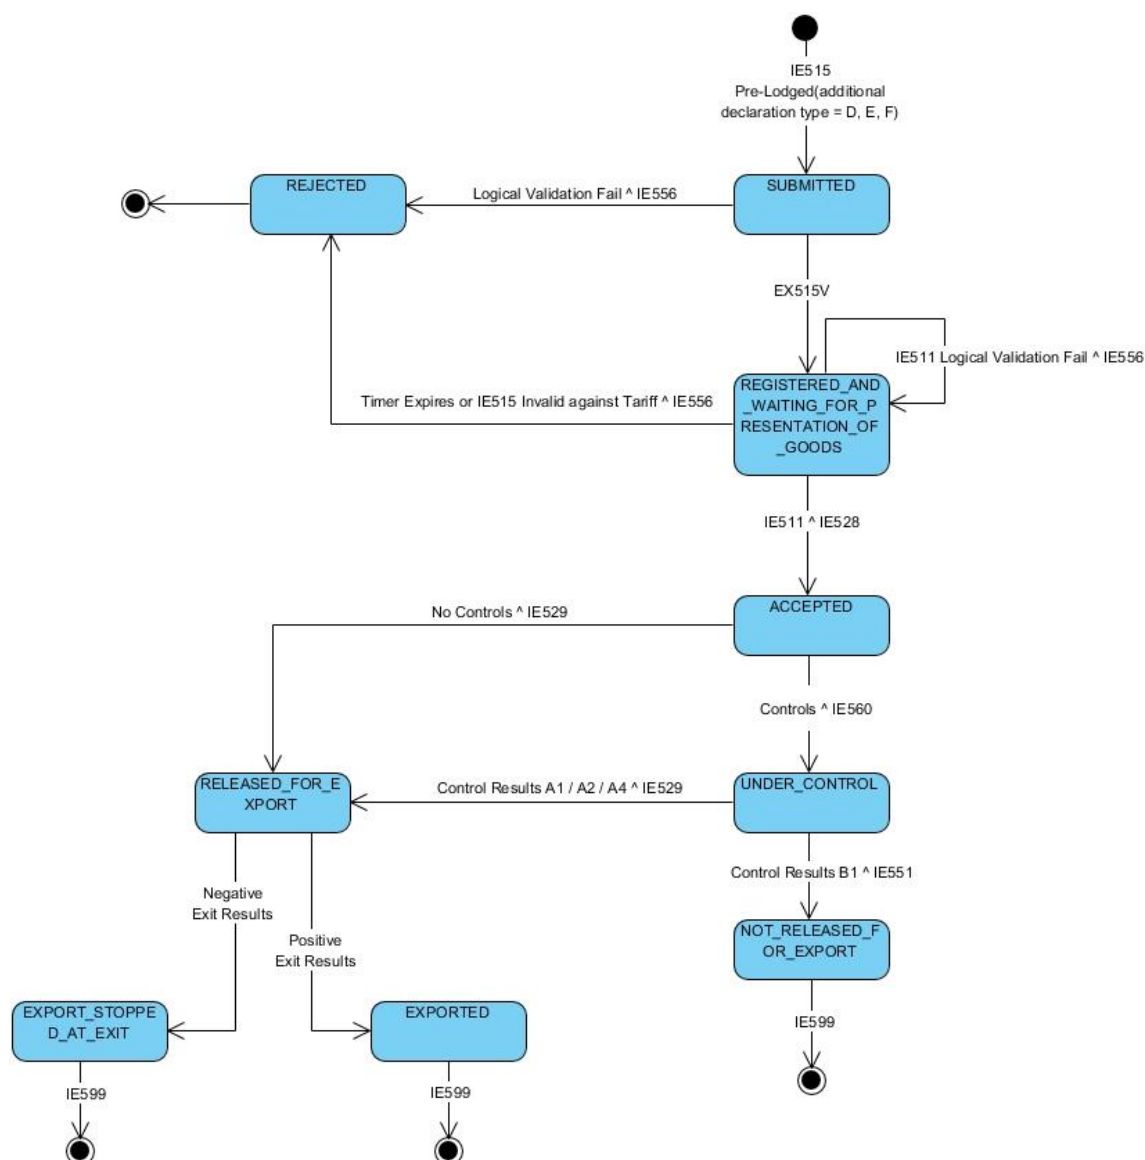 IE515
Pre-Lodged(additional
declaration type = D, E, F)
REJECTED
Logical Validation Fail ^ IE556
SUBMITTED
EX515V
IE511 Logical Validation Fail ^ IE556
REGISTERED_AND
_WAITING_FOR_P
RESENTATION_OF
_GOODS
Timer Expires or IE515 Invalid against Tariff ^ IE556
IE511 ^ IE528
ACCEPTED
No Controls ^ IE529
Controls ^ IE560
RELEASED_FOR_E
XPORT
Control Results A1 / A2 / A4 ^ IE529
UNDER_CONTROL
Control Results B1 ^ IE551
Negative
Exit Results
Positive
Exit Results
NOT_RELEASED_F
OR_EXPORT
EXPORT_STOPPE
D_AT_EXIT
EXPORTED
IE599
IE599
IE599